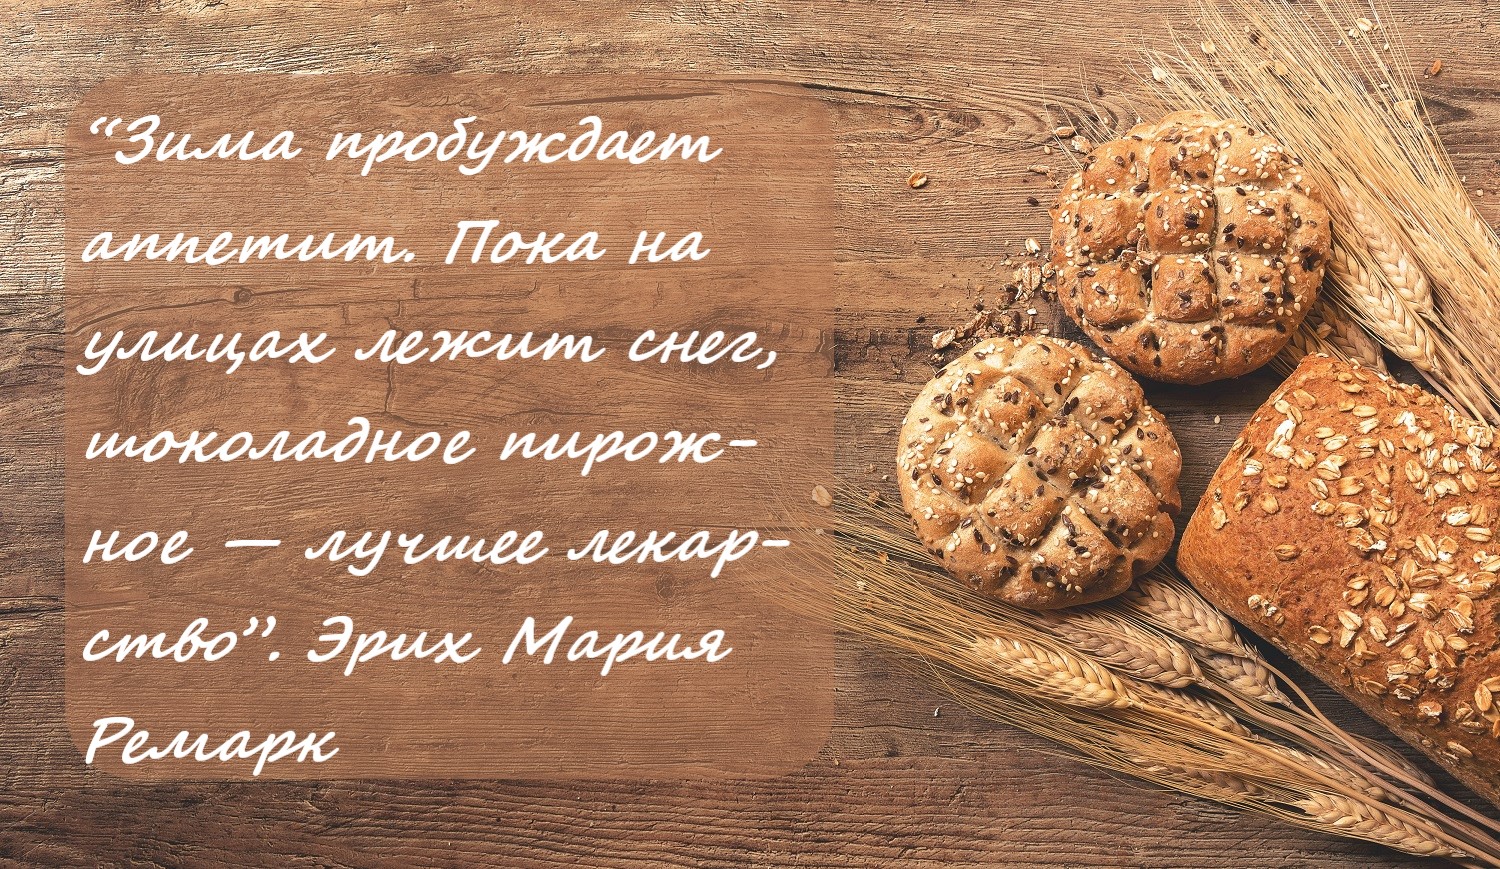 “Зима пробуждает
аппетит. Пока на
улицах лежит снег,
шоколадное пирож-
ное — лучшее лекар-
ство”. Эрих Мария
Ремарк